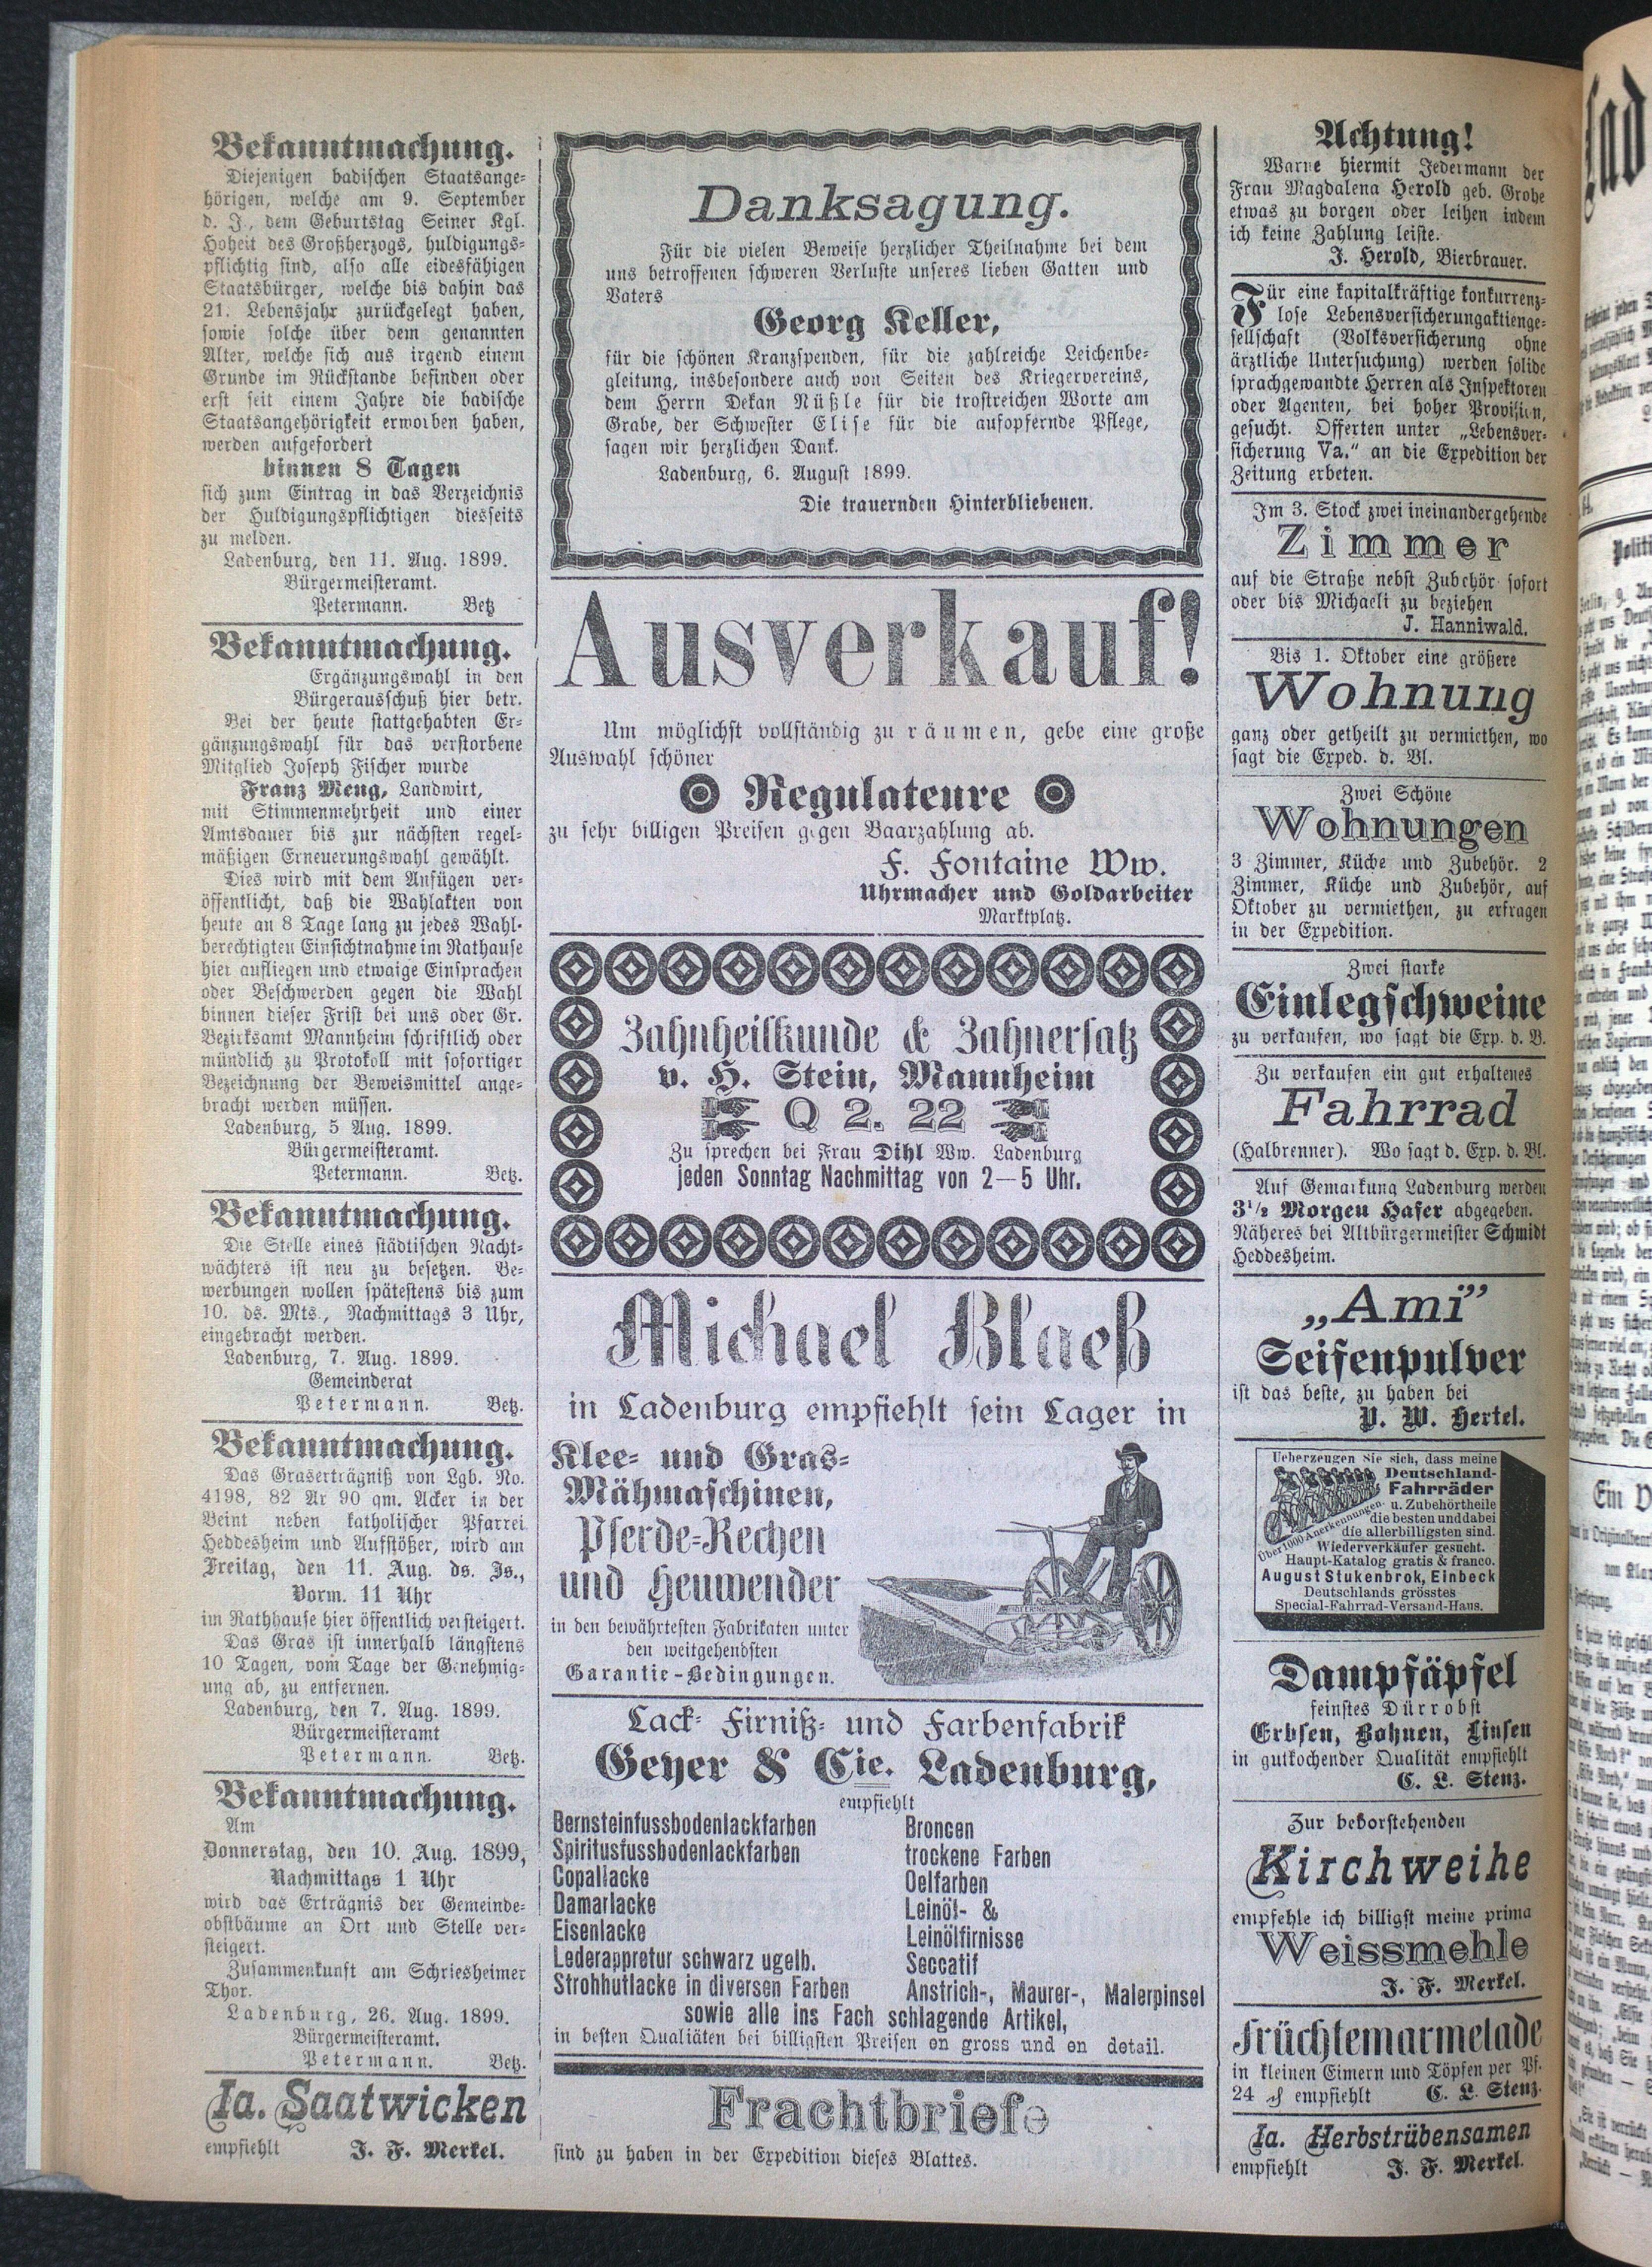 Bekanntmachung.
Diejenigen badischen Staatsange-
hörigen, welche am 9. September
d. J., dem Geburtstag Seiner Kgl.
Hoheit des Großherzogs, huldigungs-
pflichtig sind, also alle eidesfähigen
Staatsbürger, welche bis dahin das
21. Lebensjahr zurückgelegt haben,
sowie solche über dem genannten
Alter, welche sich aus irgend einem
Grunde im Rückstande befinden oder
erst seit einem Jahre die badische
Staatsangehörigkeit erworben haben,
werden aufgefordert
binnen 8 Tagen
sich zum Eintrag in das Verzeichnis
der Huldigungspflichtigen diesseits
zu melden.
Ladenburg, den 11. Aug. 1899.
Bürgermeisteramt.
Petermann. Betz
Bekanntmachung.
Ergänzungswahl in den
Bürgerausschuß hier betr.
Bei der heute stattgehabten Er-
gänzungswahl für das verstorbene
Mitglied Joseph Fischer wurde
Franz Meng, Landwirt,
mit Stimmenmehrheit und einer
Amtsdauer bis zur nächsten regel-
mäßigen Erneuerungswahl gewählt.
Dies wird mit dem Anfügen ver-
öffentlicht, daß die Wahlakten von
heute an 8 Tage lang zu jedes Wahl-
berechtigten Einsichtnahme im Rathause
hier aufliegen und etwaige Einsprachen
oder Beschwerden gegen die Wahl
binnen dieser Frist bei uns oder Gr.
Bezirksamt Mannheim schriftlich oder
mündlich zu Protokoll mit sofortiger
Bezeichnung der Beweismittel ange-
bracht werden müssen.
Ladenburg, 5 Aug. 1899.
Bürgermeisteramt.
Petermann. Betz.
Bekanntmachung.
Die Stelle eines städtischen Nacht-
wächters ist neu zu besetzen. Be-
werbungen wollen spätestens bis zum
10. ds. Mts., Nachmittags 3 Uhr,
eingebracht werden.
Ladenburg, 7. Aug. 1899.
Gemeinderat
Petermann. Betz.
Bekanntmachung.
Das Graserträgniß von Lgb. No.
4198, 82 Ar 90 qm. Acker in der
Beint neben katholischer Pfarrei
Heddesheim und Aufstößer, wird am
Freitag, den 11. Aug. ds. Js.,
Vorm. 11 Uhr
im Rathhause hier öffentlich versteigert.
Das Gras ist innerhalb längstens
10 Tagen, vom Tage der Genehmig-
ung ab, zu entfernen.
Ladenburg, den 7. Aug. 1899.
Bürgermeisteramt
Petermann. Betz.
Bekanntmachung.
Am
Donnerstag, den 10. Aug. 1899,
Nachmittags 1 Uhr
wird das Erträgnis der Gemeinde-
obstbäume an Ort und Stelle ver-
steigert.
Zusammenkunft am Schriesheimer
Thor.
Ladenburg, 26. Aug. 1899.
Bürgermeisteramt.
Petermann. Betz.
Ia. Saatwicken
empfiehlt J. F. Merkel.
Danksagung.
Für die vielen Beweise herzlicher Theilnahme bei dem
uns betroffenen schweren Verluste unseres lieben Gatten und
Vaters
Georg Keller,
für die schönen Kranzspenden, für die zahlreiche Leichenbe-
gleitung, insbesondere auch von Seiten des Kriegervereins,
dem Herrn Dekan Nüßle für die trostreichen Worte am
Grabe, der Schwester Elise für die aufopfernde Pflege,
sagen wir herzlichen Dank.
Ladenburg, 6. August 1899.
Die trauernden Hinterbliebenen.
Ausverkauf!
Um möglichst vollständig zu räumen, gebe eine große
Auswahl schöner
Regulateure
zu sehr billigen Preisen gegen Baarzahlung ab.
F. Fontaine Ww.
Uhrmacher und Goldarbeiter
Marktplatz.
Zahnheilkunde & Zahnersatz
v. H. Stein, Mannheim
Q 2. 22
Zu sprechen bei Frau Dihl Ww. Ladenburg
jeden Sonntag Nachmittag von 2—5 Uhr.
Michael Blaeß
in Ladenburg empfiehlt sein Lager in
Klee- und Gras-
Mähmaschinen,
Pferde-Rechen
und Heuwender
in den bewährtesten Fabrikaten unter
den weitgehendsten
Garantie-Bedingungen.
Lack- Firniß- und Farbenfabrik
Geyer & Cie. Ladenburg,
empfiehlt
Bernsteinfussbodenlackfarben
Spiritusfussbodenlackfarben
Copallacke
Damarlacke
Eisenlacke
Lederappretur schwarz ugelb.
Strohhutlacke in diversen Farben
Broncen
trockene Farben
Oelfarben
Leinöl- &
Leinölfirnisse
Seccatif
Anstrich-, Maurer-, Malerpinsel
sowie alle ins Fach schlagende Artikel,
in besten Qualiäten bei billigsten Preisen en gross und en detail.
Frachtbriefe
sind zu haben in der Expedition dieses Blattes.
Achtung!
Warne hiermit Jedermann der
Frau Magdalena Herold geb. Grohe
etwas zu borgen oder leihen indem
ich keine Zahlung leiste.
J. Herold, Bierbrauer.
Für eine kapitalkräftige konkurrenz-
lose Lebensversicherungaktienge-
sellschaft (Volksversicherung ohne
ärztliche Untersuchung) werden solide
sprachgewandte Herren als Inspektoren
oder Agenten, bei hoher Provision,
gesucht. Offerten unter „Lebensver-
sicherung Va.“ an die Expedition der
Zeitung erbeten.
Im 3. Stock zwei ineinandergehende
Zimmer
auf die Straße nebst Zubehör sofort
oder bis Michaeli zu beziehen
J. Hanniwald.
Bis 1. Oktober eine größere
Wohnung
ganz oder getheilt zu vermiethen, wo
sagt die Exped. d. Bl.
Zwei Schöne
Wohnungen
3 Zimmer, Küche und Zubehör. 2
Zimmer, Küche und Zubehör, auf
Oktober zu vermiethen, zu erfragen
in der Expedition.
Zwei starke
Einlegschweine
zu verkaufen, wo sagt die Exp. d. B.
Zu verkaufen ein gut erhaltenes
Fahrrad
(Halbrenner). Wo sagt d. Exp. d. Bl.
Auf Gemarkung Ladenburg werden
3½ Morgen Hafer abgegeben.
Näheres bei Altbürgermeister Schmidt
Heddesheim.
„Ami”
Seifenpulver
ist das beste, zu haben bei
P. W. Hertel.
Ueberzeugen Sie sich, dass meine
Deutschland-
Fahrräder
u. Zubehörtheile
die besten unddabei
die allerbilligsten sind.
Über 1000 Anerkennungen.
Wiederverkäufer gesucht.
Haupt-Katalog gratis & franco.
August Stukenbrok, Einbeck
Deutschlands grösstes
Special-Fahrrad-Versand-Haus.
Dampfäpfel
feinstes Dürrobst
Erbsen, Bohnen, Linsen
in gutkochender Qualität empfiehlt
C. L. Stenz.
Zur bevorstehenden
Kirchweihe
empfehle ich billigst meine prima
Weissmehle
J. F. Merkel.
Früchtemarmelade
in kleinen Eimern und Töpfen per Pf.
24 ₰ empfiehlt C. L. Stenz.
Ia. Herbstrübensamen
empfiehlt J. F. Merkel.